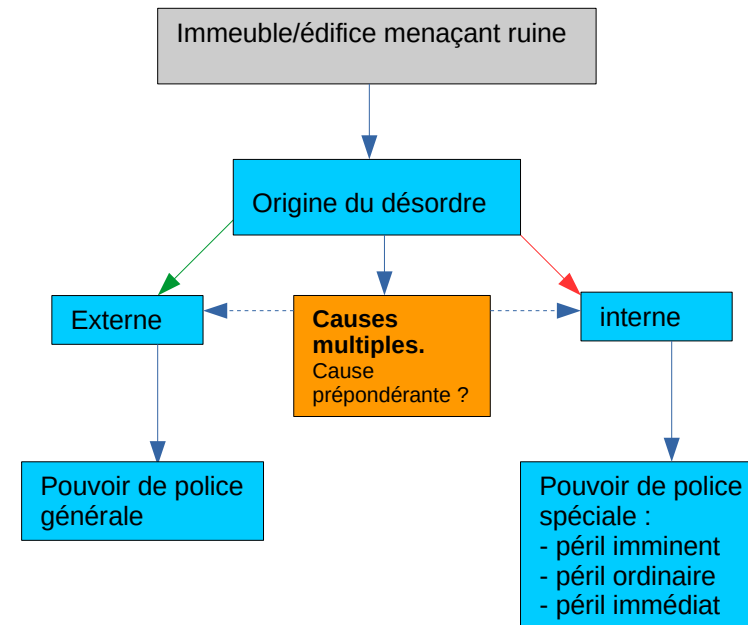 Immeuble/édifice menaçant ruine
Origine du désordre
Externe
Causes
multiples.
Cause
prépondérante ?
interne
Pouvoir de police
générale
Pouvoir de police
spéciale :
- péril imminent
- péril ordinaire
- péril immédiat